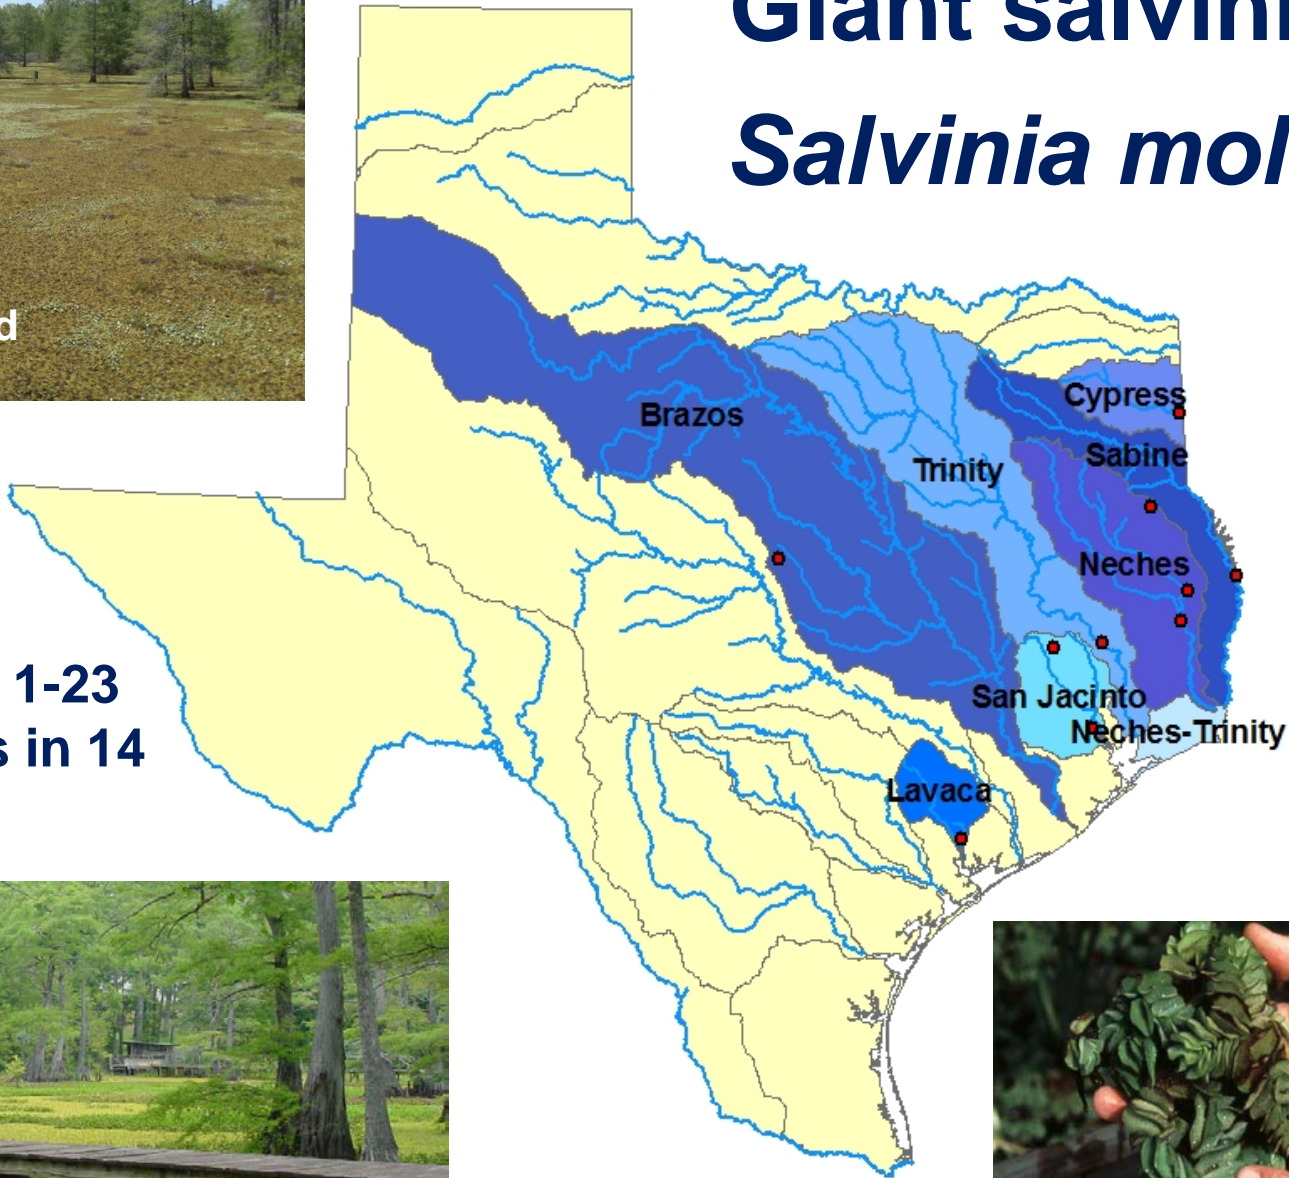 Giant salvini
Salvinia mol
d
Brazos
Cypress
Trinity
Sabine
Neches
1-23
s in 14
San Jacinto
Neches-Trinity
Lavaca